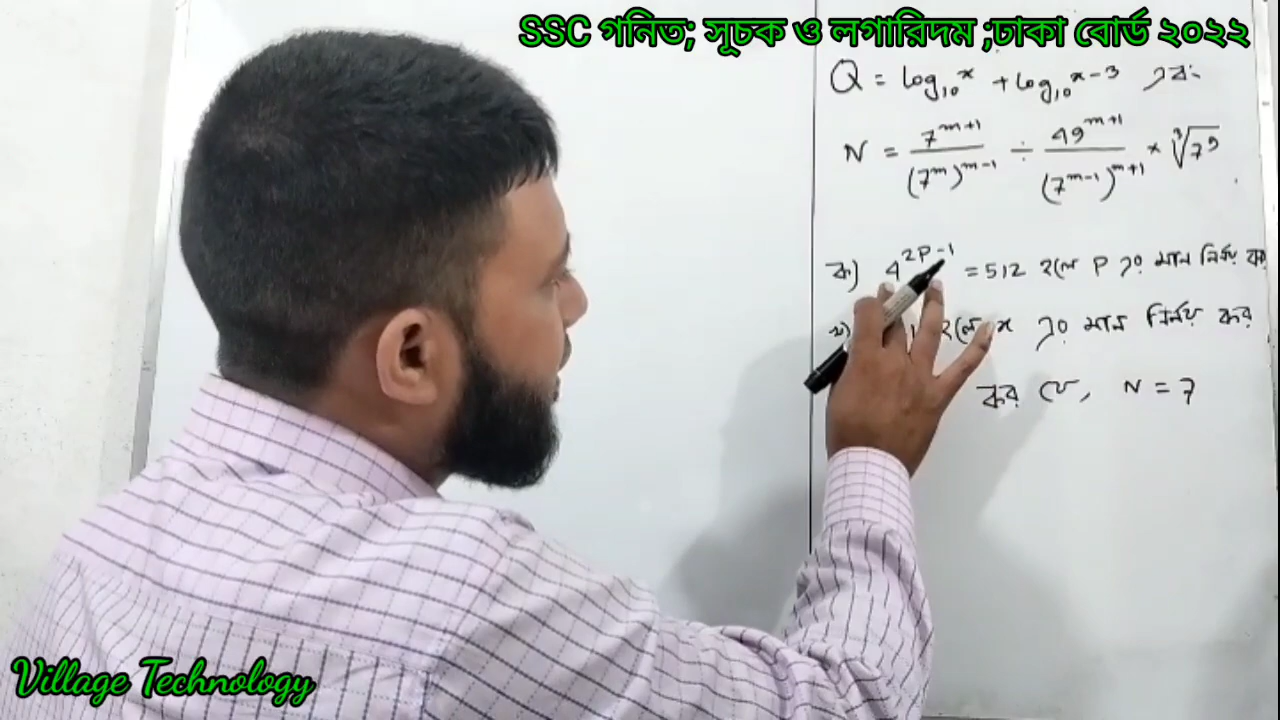 SSC গনিত; সূচক ও লগারিদম ;ঢাকা বোর্ড ২০২২
Q = log₁₀x + log₁₀x-3 এবং
N = 7^(m+1)/(7^m)^(m-1) ÷ 49^(m+1)/(7^(m-1))^(m+1) × ∛7⁹
ক) 4^(2P-1) = 512 হলে P এর মান নির্ণয় কর
খ) হলে x এর মান নির্ণয় কর
কর যে, N = 7
Village Technology